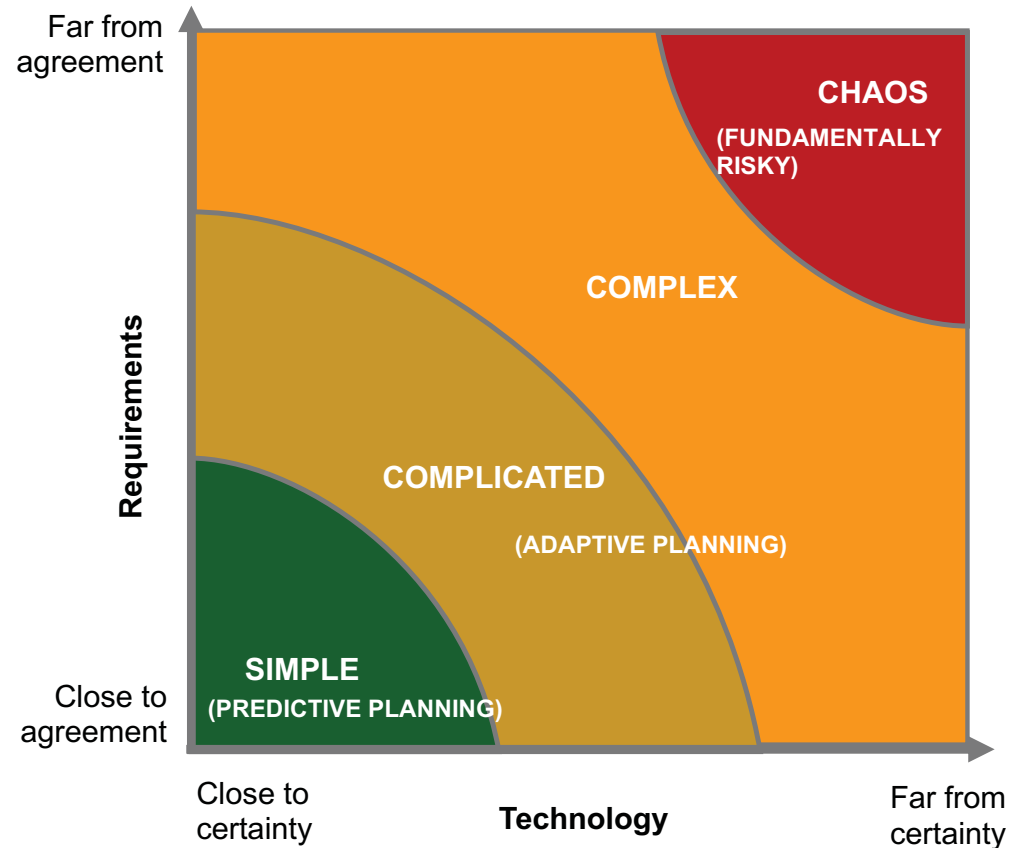 Far from
agreement
CHAOS
(FUNDAMENTALLY
RISKY)
COMPLEX
Requirements
COMPLICATED
(ADAPTIVE PLANNING)
SIMPLE
(PREDICTIVE PLANNING)
Close to
agreement
Close to
certainty
Technology
Far from
certainty